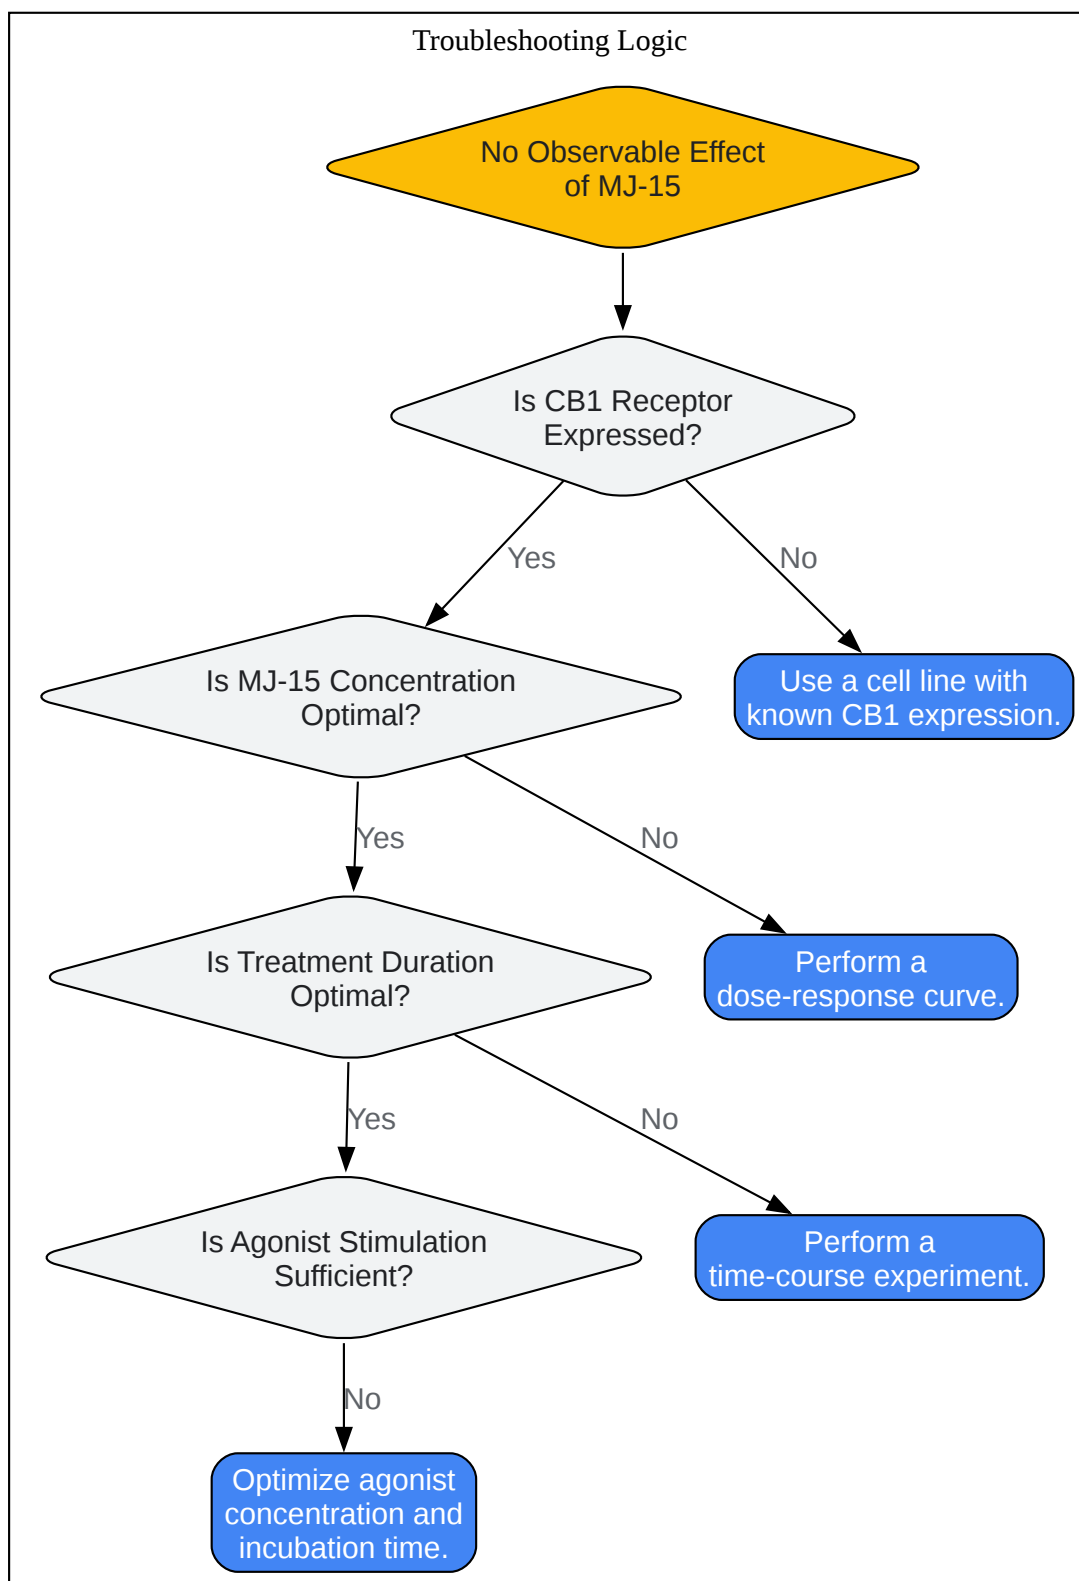 Troubleshooting Logic
No Observable Effect
of MJ-15
Is CB1 Receptor
Expressed?
Yes
No
Is MJ-15 Concentration
Optimal?
Use a cell line with
known CB1 expression.
Yes
No
Is Treatment Duration
Optimal?
Perform a
dose-response curve.
Yes
No
Is Agonist Stimulation
Sufficient?
Perform a
time-course experiment.
No
Optimize agonist
concentration and
incubation time.